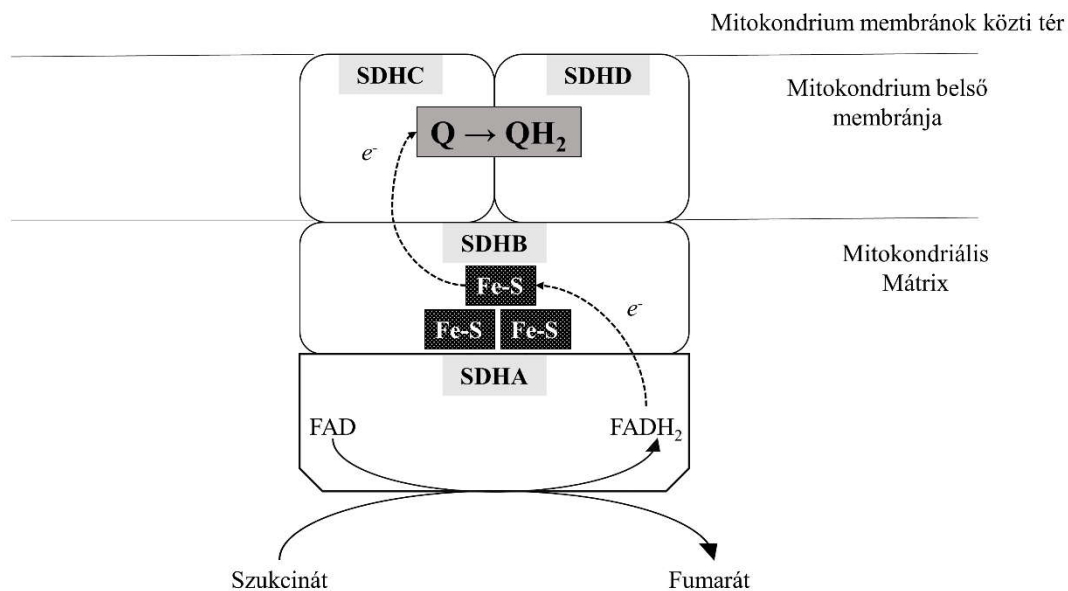 Mitokondrium membránok közti tér
SDHC
SDHD
Mitokondrium belső
membránja
Q → QH₂
e⁻
SDHB
Mitokondriális
Mátrix
Fe-S
e⁻
Fe-S
Fe-S
SDHA
FAD
FADH₂
Szukcinát
Fumarát